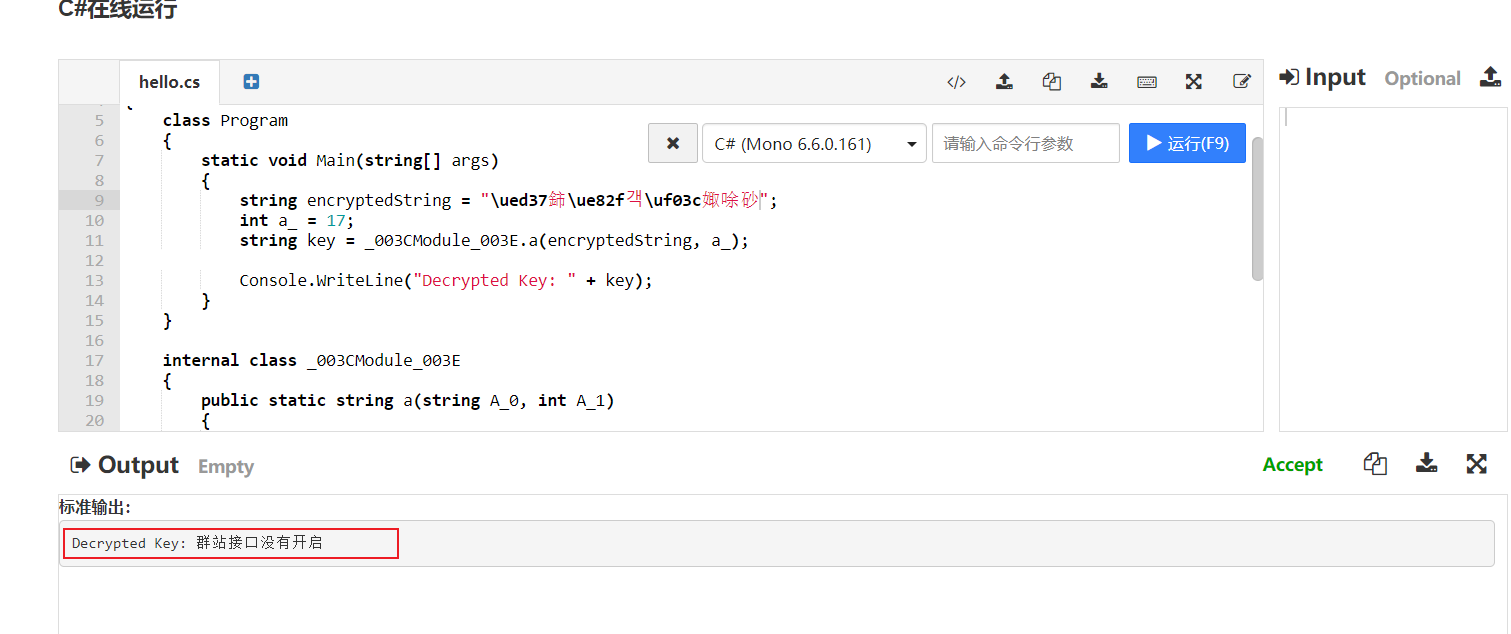 C#在线运行
hello.cs
Input Optional
5 class Program
6 {
C# (Mono 6.6.0.161)
请输入命令行参数
运行(F9)
7 static void Main(string[] args)
8 {
9 string encryptedString = "\ued37鈰\ue82f객\uf03c娵唋砂";
10 int a_ = 17;
11 string key = _003CModule_003E.a(encryptedString, a_);
12
13 Console.WriteLine("Decrypted Key: " + key);
14 }
15 }
16
17 internal class _003CModule_003E
18 {
19 public static string a(string A_0, int A_1)
20 {
Output Empty
Accept
标准输出:
Decrypted Key: 群站接口没有开启